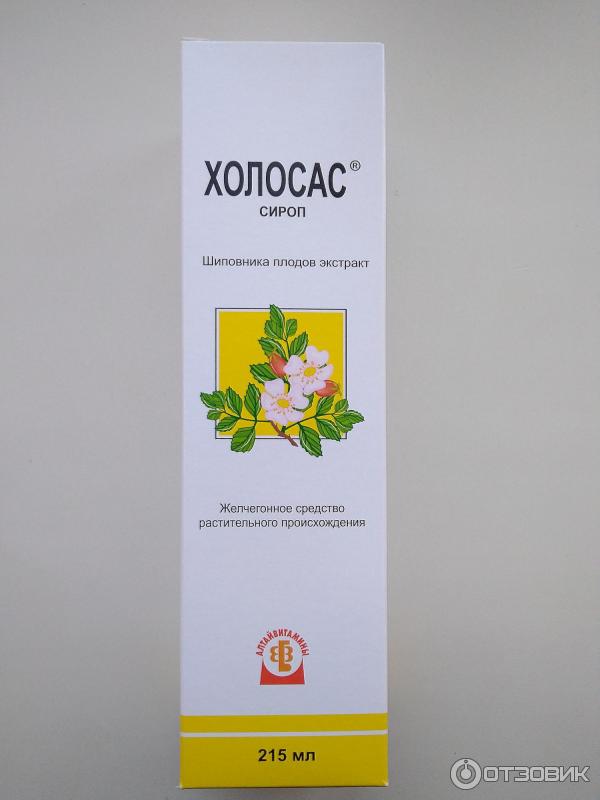 ХОЛОСАС®
СИРОП
Шиповника плодов экстракт
Желчегонное средство
растительного происхождения
АЛТАЙВИТАМИНЫ
215 мл
ОТЗОВИК